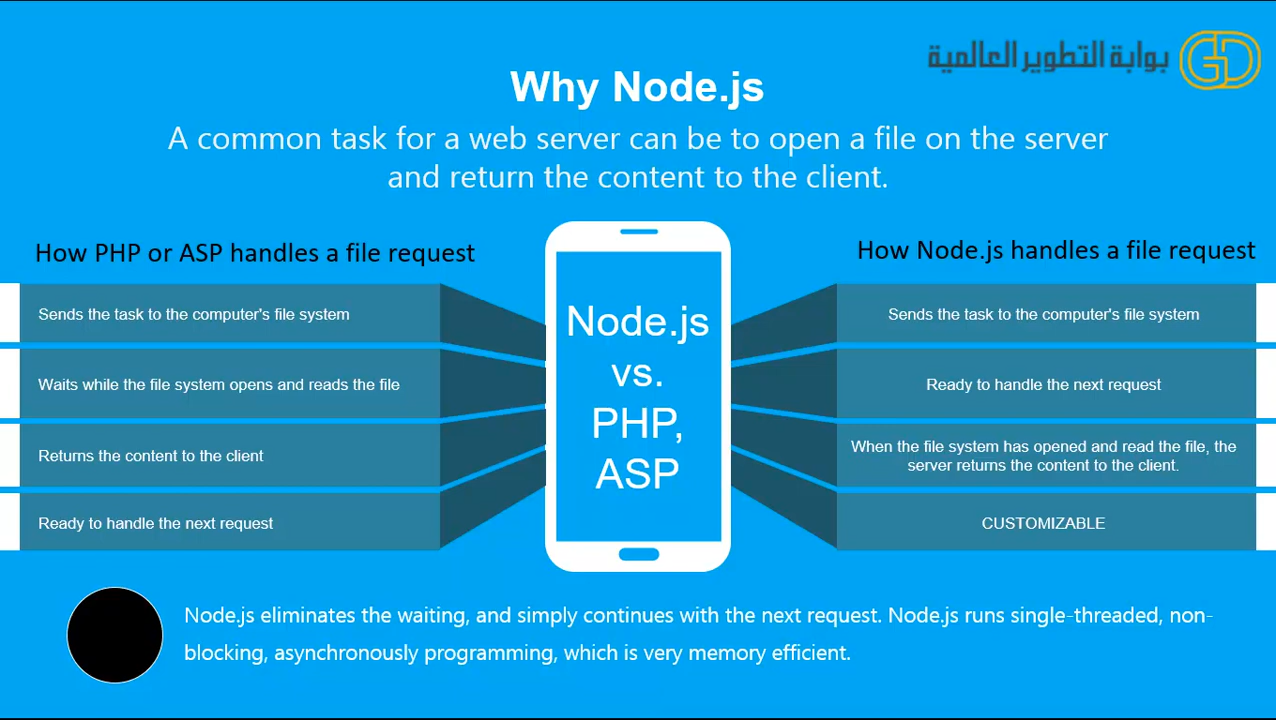 بوابة التطوير العالمية
GD
Why Node.js
A common task for a web server can be to open a file on the server
and return the content to the client.
How PHP or ASP handles a file request
Sends the task to the computer's file system
Waits while the file system opens and reads the file
Returns the content to the client
Ready to handle the next request
Node.js
vs.
PHP,
ASP
How Node.js handles a file request
Sends the task to the computer's file system
Ready to handle the next request
When the file system has opened and read the file, the
server returns the content to the client.
CUSTOMIZABLE
Node.js eliminates the waiting, and simply continues with the next request. Node.js runs single-threaded, non-
blocking, asynchronously programming, which is very memory efficient.